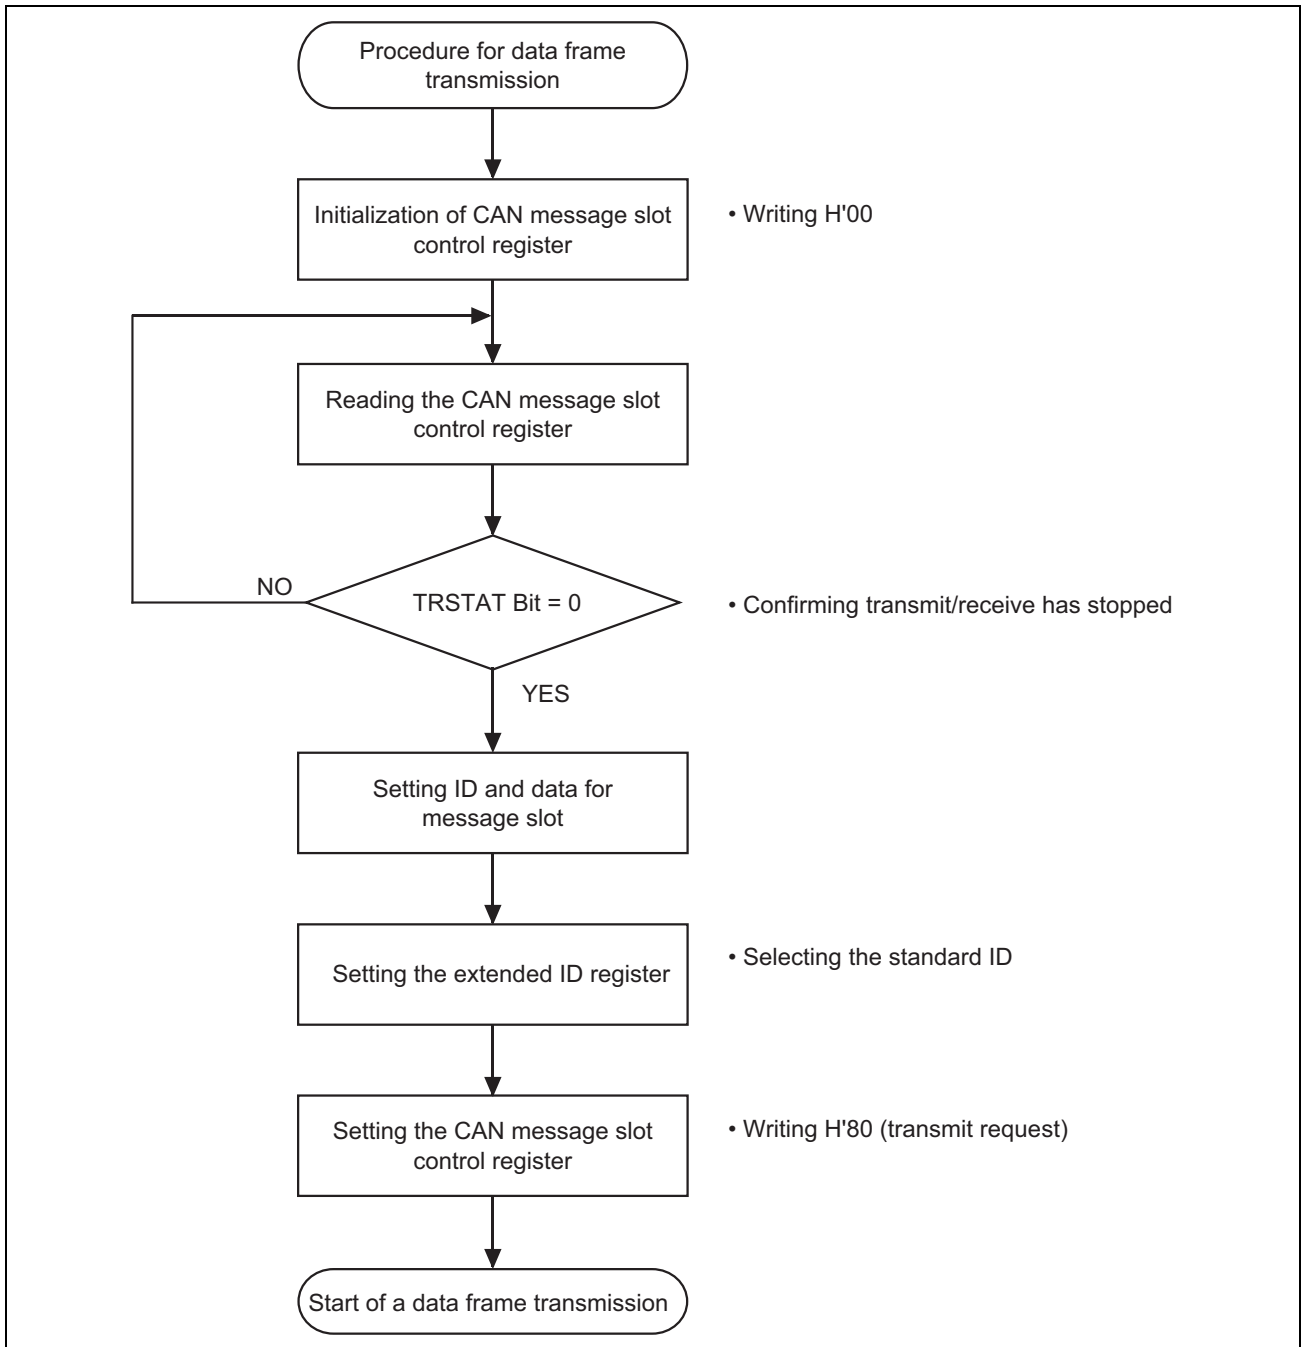 Procedure for data frame
transmission
Initialization of CAN message slot
control register
• Writing H'00
Reading the CAN message slot
control register
NO
TRSTAT Bit = 0
• Confirming transmit/receive has stopped
YES
Setting ID and data for
message slot
Setting the extended ID register
• Selecting the standard ID
Setting the CAN message slot
control register
• Writing H'80 (transmit request)
Start of a data frame transmission